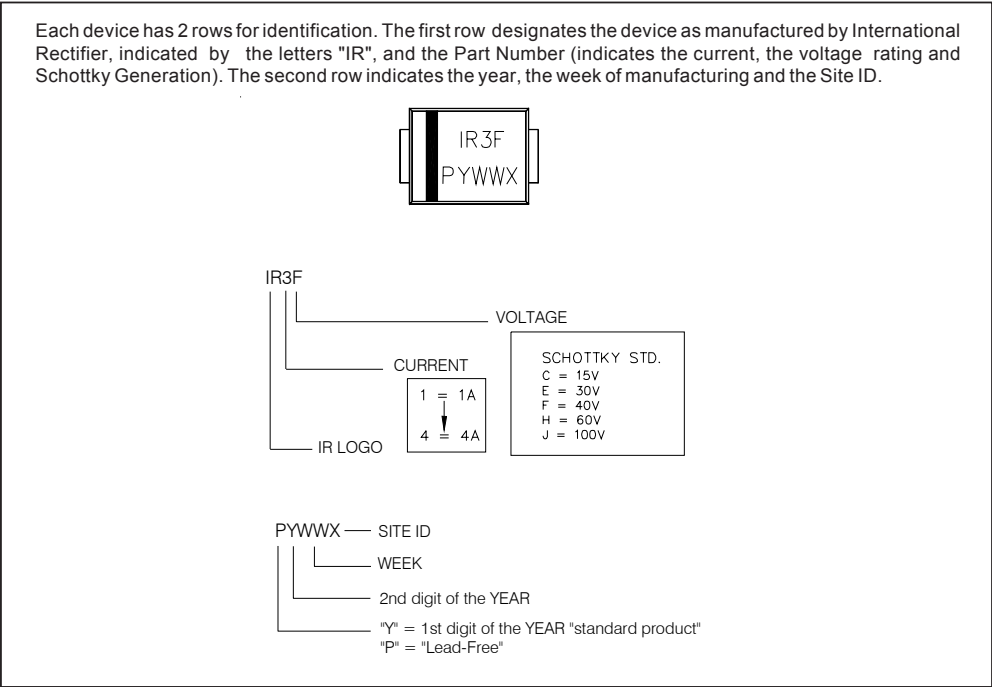 Each device has 2 rows for identification. The first row designates the device as manufactured by International
Rectifier, indicated by the letters "IR", and the Part Number (indicates the current, the voltage rating and
Schottky Generation). The second row indicates the year, the week of manufacturing and the Site ID.
IR3F
PYWWX
IR3F
VOLTAGE
SCHOTTKY STD.
C = 15V
E = 30V
F = 40V
H = 60V
J = 100V
CURRENT
1 = 1A
4 = 4A
IR LOGO
PYWWX
SITE ID
WEEK
2nd digit of the YEAR
"Y" = 1st digit of the YEAR "standard product"
"P" = "Lead-Free"